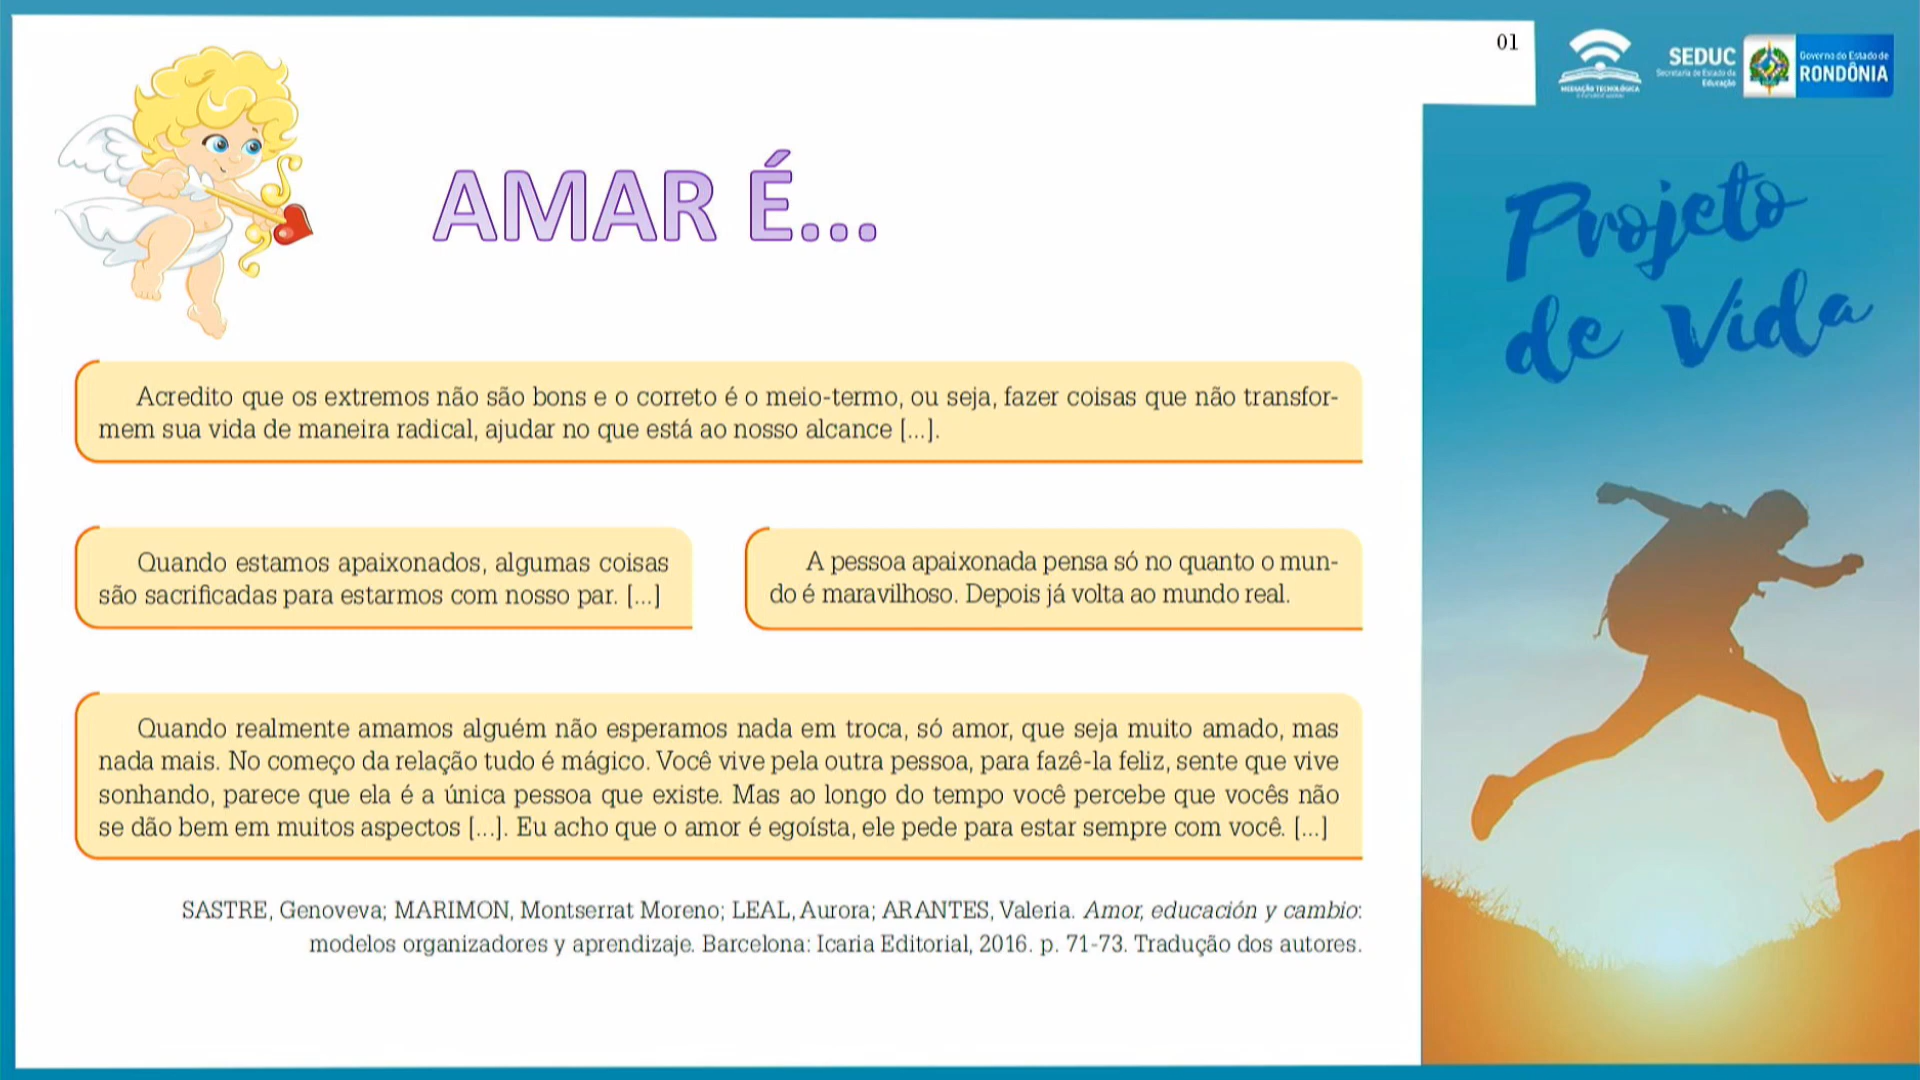 01
MEDIAÇÃO TECNOLÓGICA
SEDUC
Secretaria de Estado da
Educação
Governo do Estado de
RONDÔNIA
AMAR É...
Projeto
de Vida
Acredito que os extremos não são bons e o correto é o meio-termo, ou seja, fazer coisas que não transfor-
mem sua vida de maneira radical, ajudar no que está ao nosso alcance [...].
Quando estamos apaixonados, algumas coisas
são sacrificadas para estarmos com nosso par. [...]
A pessoa apaixonada pensa só no quanto o mun-
do é maravilhoso. Depois já volta ao mundo real.
Quando realmente amamos alguém não esperamos nada em troca, só amor, que seja muito amado, mas
nada mais. No começo da relação tudo é mágico. Você vive pela outra pessoa, para fazê-la feliz, sente que vive
sonhando, parece que ela é a única pessoa que existe. Mas ao longo do tempo você percebe que vocês não
se dão bem em muitos aspectos [...]. Eu acho que o amor é egoísta, ele pede para estar sempre com você. [...]
SASTRE, Genoveva; MARIMON, Montserrat Moreno; LEAL, Aurora; ARANTES, Valeria. Amor, educación y cambio:
modelos organizadores y aprendizaje. Barcelona: Icaria Editorial, 2016. p. 71-73. Tradução dos autores.